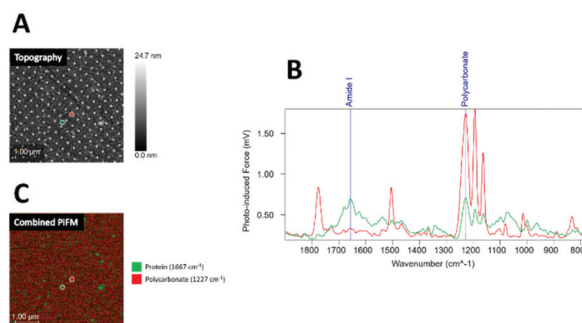 A
Topography
24.7 nm
0.0 nm
1.00 µm
B
Amide I
Polycarbonate
Photo-induced Force (mV)
1.50
1.00
0.50
1800 1700 1600 1500 1400 1300 1200 1100 1000 900 800
Wavenumber (cm^-1)
C
Combined PiFM
1.00 µm
Protein (1667 cm⁻¹)
Polycarbonate (1227 cm⁻¹)